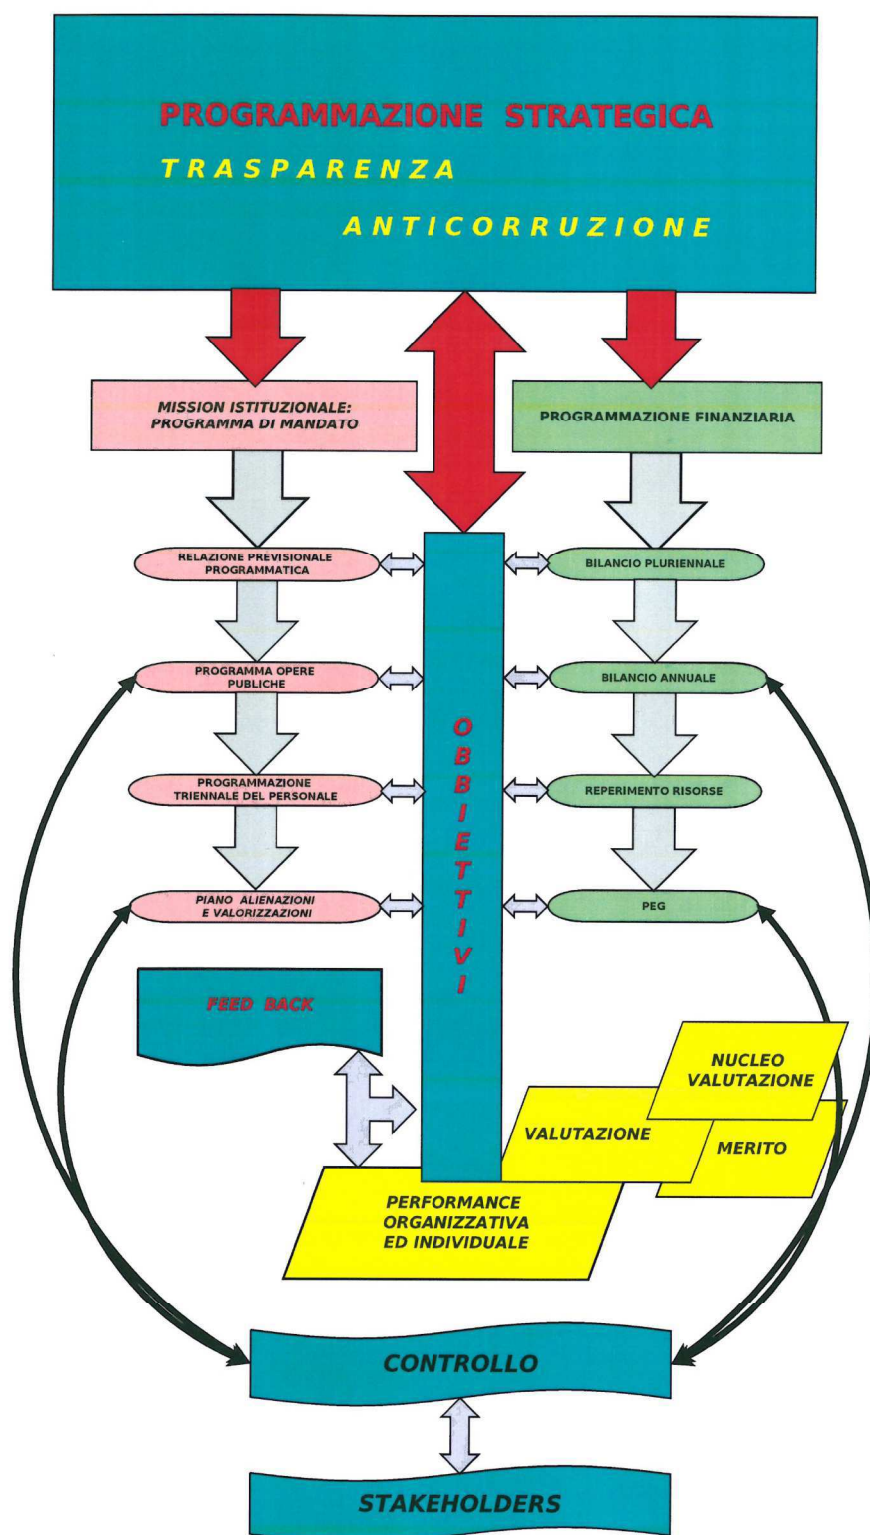 PROGRAMMAZIONE STRATEGICA
TRASPARENZA
ANTICORRUZIONE
MISSION ISTITUZIONALE:
PROGRAMMA DI MANDATO
PROGRAMMAZIONE FINANZIARIA
RELAZIONE PREVISIONALE
PROGRAMMATICA
BILANCIO PLURIENNALE
PROGRAMMA OPERE
PUBLICHE
BILANCIO ANNUALE
OBBIETTIVI
PROGRAMMAZIONE
TRIENNALE DEL PERSONALE
REPERIMENTO RISORSE
PIANO ALIENAZIONI
E VALORIZZAZIONI
PEG
FEED BACK
NUCLEO
VALUTAZIONE
VALUTAZIONE
MERITO
PERFORMANCE
ORGANIZZATIVA
ED INDIVIDUALE
CONTROLLO
STAKEHOLDERS